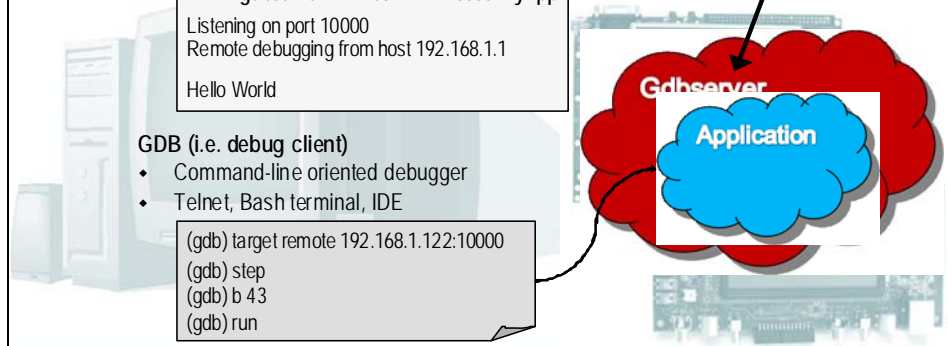 Listening on port 10000
Remote debugging from host 192.168.1.1
Hello World
Gdbserver
Application
GDB (i.e. debug client)
Command-line oriented debugger
Telnet, Bash terminal, IDE
(gdb) target remote 192.168.1.122:10000
(gdb) step
(gdb) b 43
(gdb) run